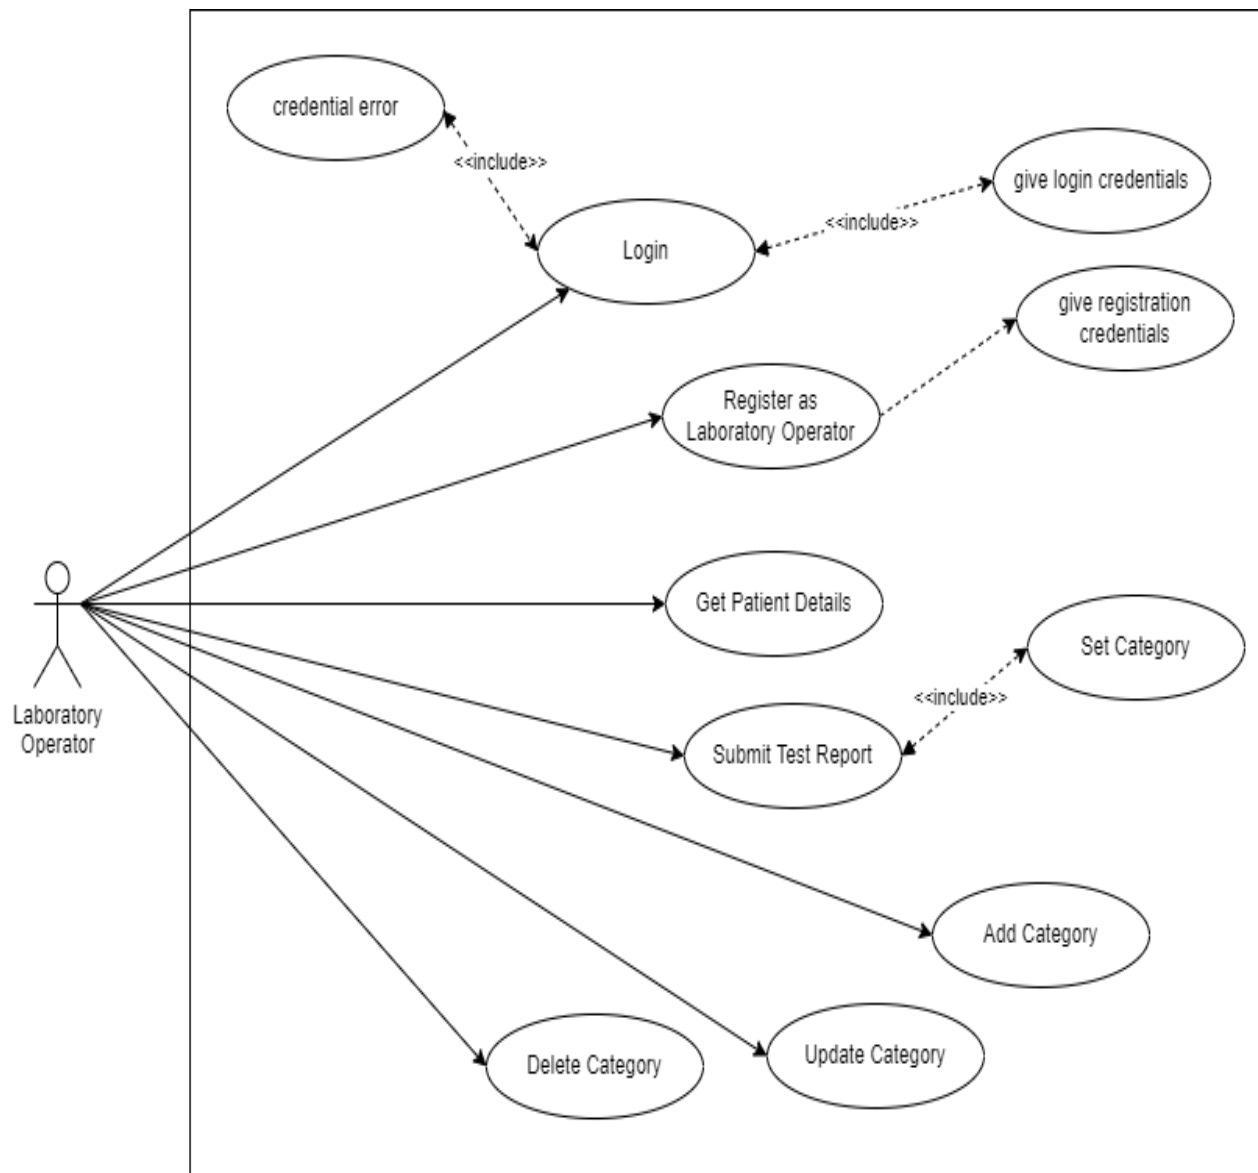 credential error
<<include>>
give login credentials
<<include>>
Login
give registration
credentials
Register as
Laboratory Operator
Get Patient Details
Set Category
<<include>>
Laboratory
Operator
Submit Test Report
Add Category
Update Category
Delete Category